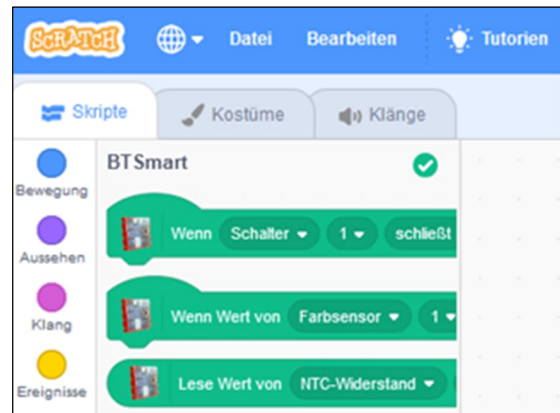 SCRATCH Datei Bearbeiten Tutorien
Skripte Kostüme Klänge
Bewegung
Aussehen
Klang
Ereignisse
BTSmart
Wenn Schalter 1 schließt
Wenn Wert von Farbsensor 1
Lese Wert von NTC-Widerstand